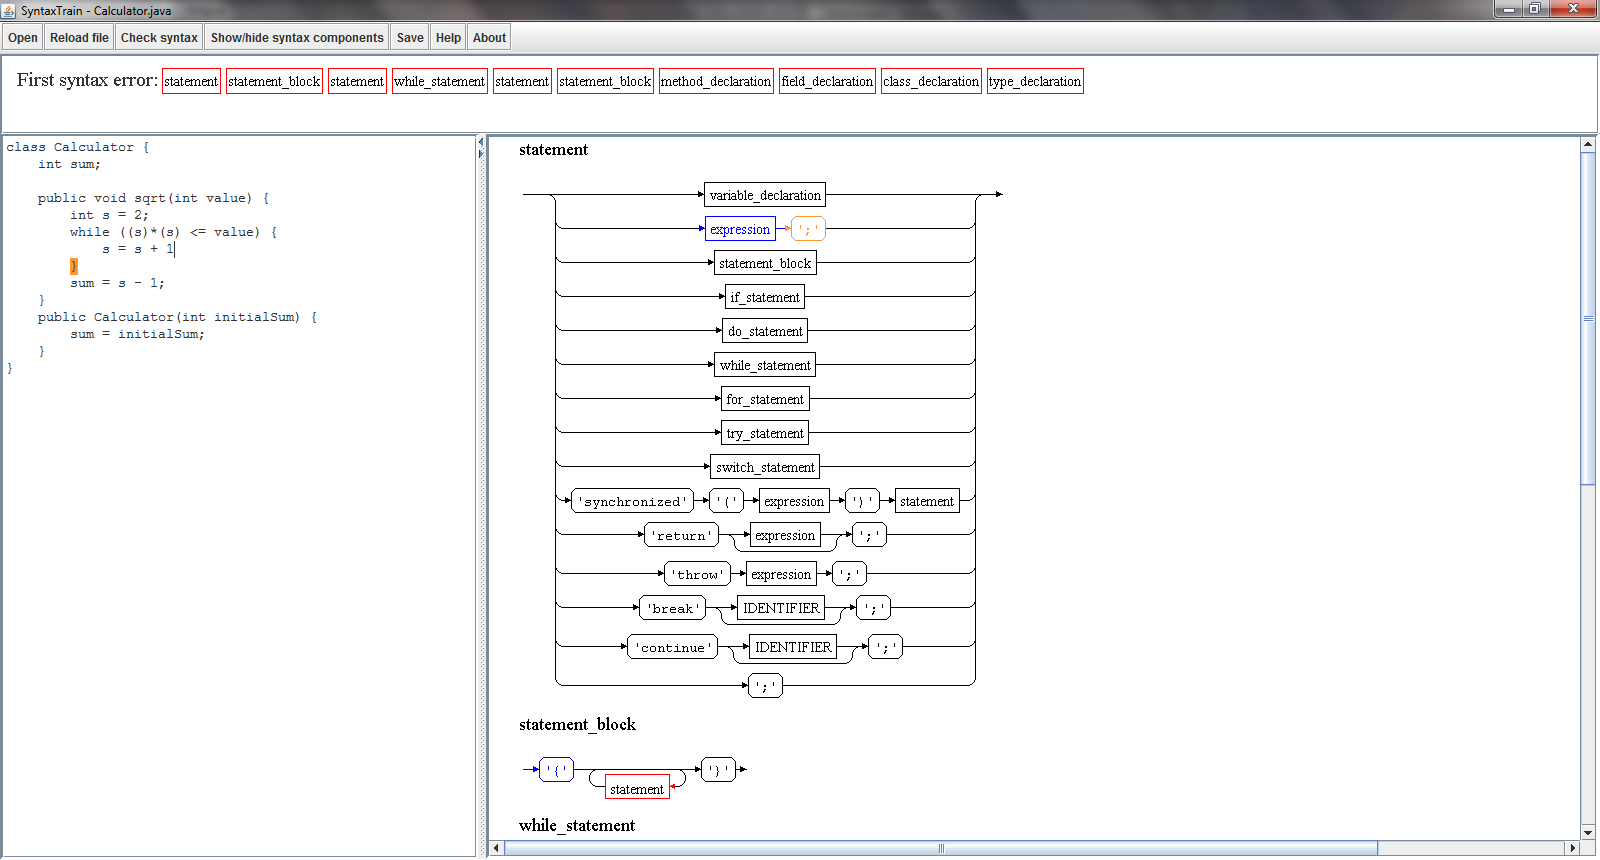 SyntaxTrain - Calculator.java
Open Reload file Check syntax Show/hide syntax components Save Help About
First syntax error: statement statement_block statement while_statement statement statement_block method_declaration field_declaration class_declaration type_declaration
class Calculator {
    int sum;
    public void sqrt(int value) {
        int s = 2;
        while ((s)*(s) <= value) {
            s = s + 1
        }
        sum = s - 1;
    }
    public Calculator(int initialSum) {
        sum = initialSum;
    }
}
statement
variable_declaration
expression ';'
statement_block
if_statement
do_statement
while_statement
for_statement
try_statement
switch_statement
'synchronized' '(' expression ')' statement
'return' expression ';'
'throw' expression ';'
'break' IDENTIFIER ';'
'continue' IDENTIFIER ';'
';'
statement_block
'{' statement '}'
while_statement